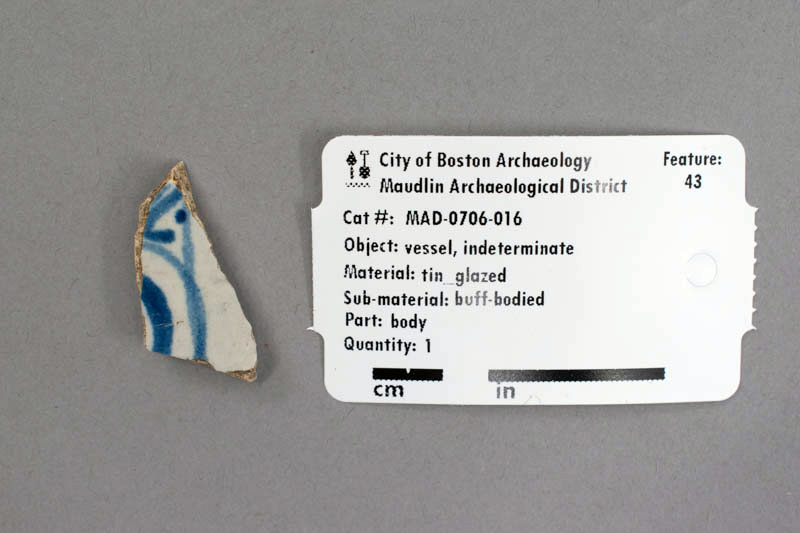 City of Boston Archaeology
Maudlin Archaeological District
Feature:
43
Cat #: MAD-0706-016
Object: vessel, indeterminate
Material: tin_glazed
Sub-material: buff-bodied
Part: body
Quantity: 1
cm
in